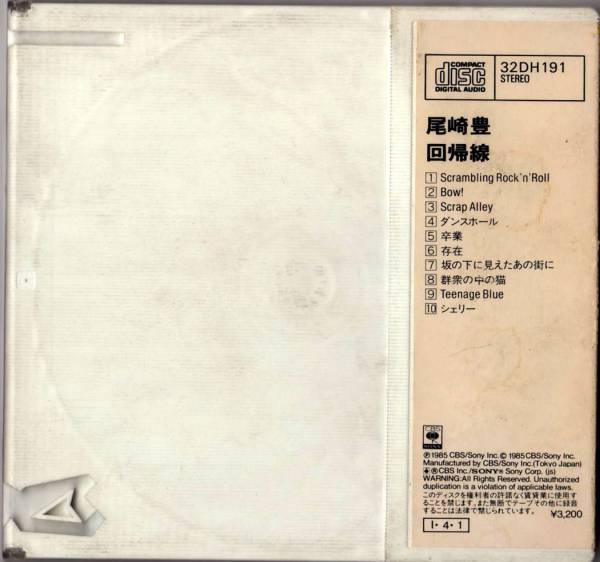 COMPACT
disc
DIGITAL AUDIO
32DH191
STEREO
尾崎豊
回帰線
1 Scrambling Rock'n'Roll
2 Bow!
3 Scrap Alley
4 ダンスホール
5 卒業
6 存在
7 坂の下に見えたあの街に
8 群衆の中の猫
9 Teenage Blue
10 シェリー
CBS
SONY
Ⓟ1985 CBS/Sony Inc. © 1985 CBS/Sony Inc.
Manufactured by CBS/Sony Inc.(Tokyo Japan)
® CBS Inc./SONY® Sony Corp. (js)
WARNING:All Rights Reserved. Unauthorized
duplication is a violation of applicable laws.
このディスクを権利者の許諾なく賃貸業に使用す
ることを禁じます。また無断でテープその他に録音
することは法律で禁じられています。
¥3,200
I・4・1